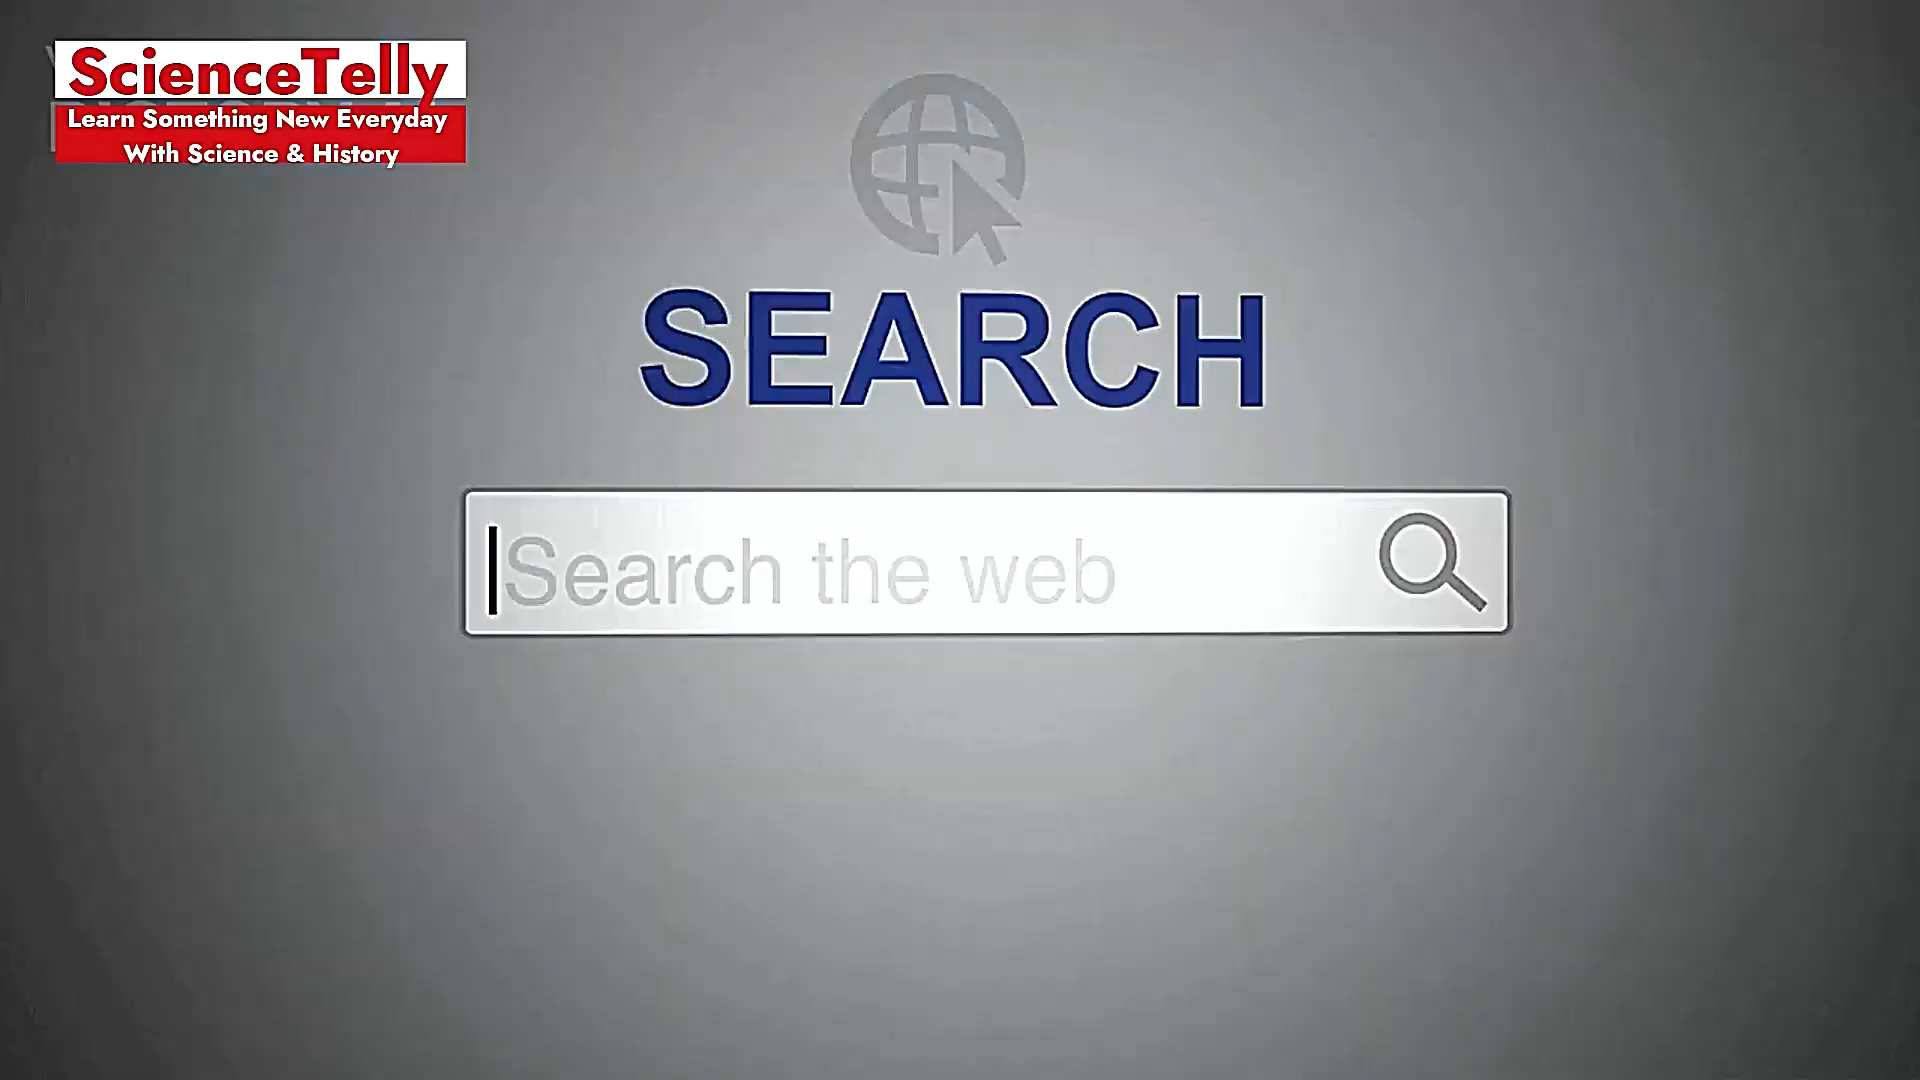 ScienceTelly
Learn Something New Everyday
With Science & History
SEARCH
Search the web